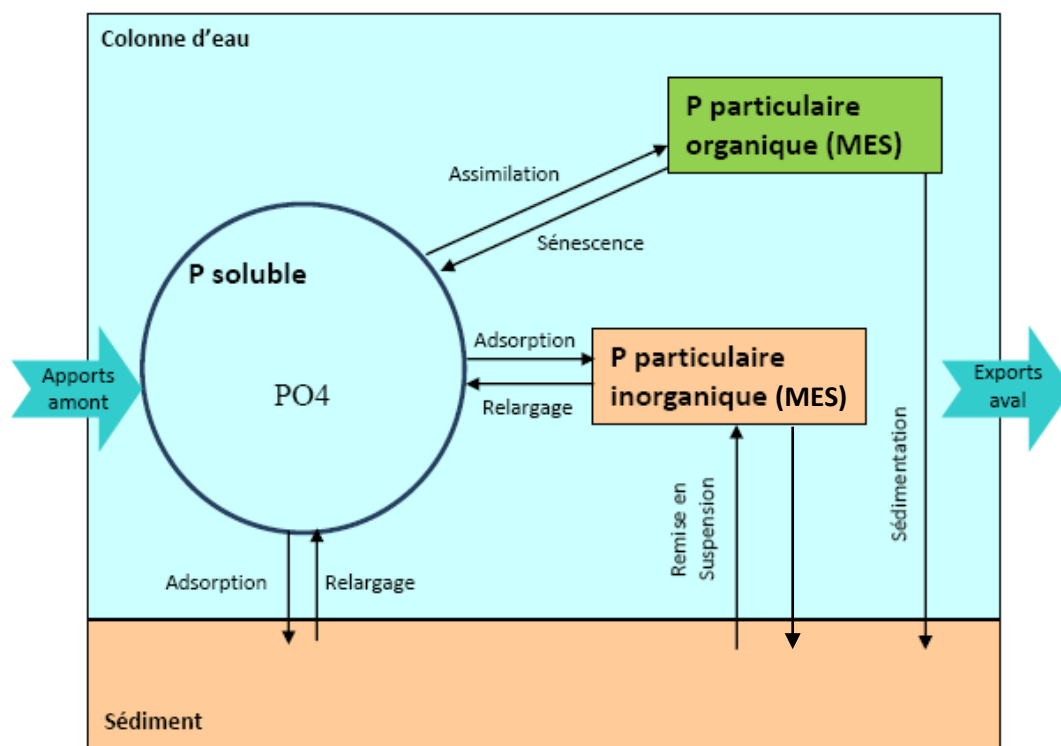 Colonne d'eau
P particulaire
organique (MES)
Assimilation
Sénescence
P soluble
Adsorption
P particulaire
inorganique (MES)
Relargage
PO4
Apports
amont
Exports
aval
Sédimentation
Remise en
Suspension
Adsorption
Relargage
Sédiment